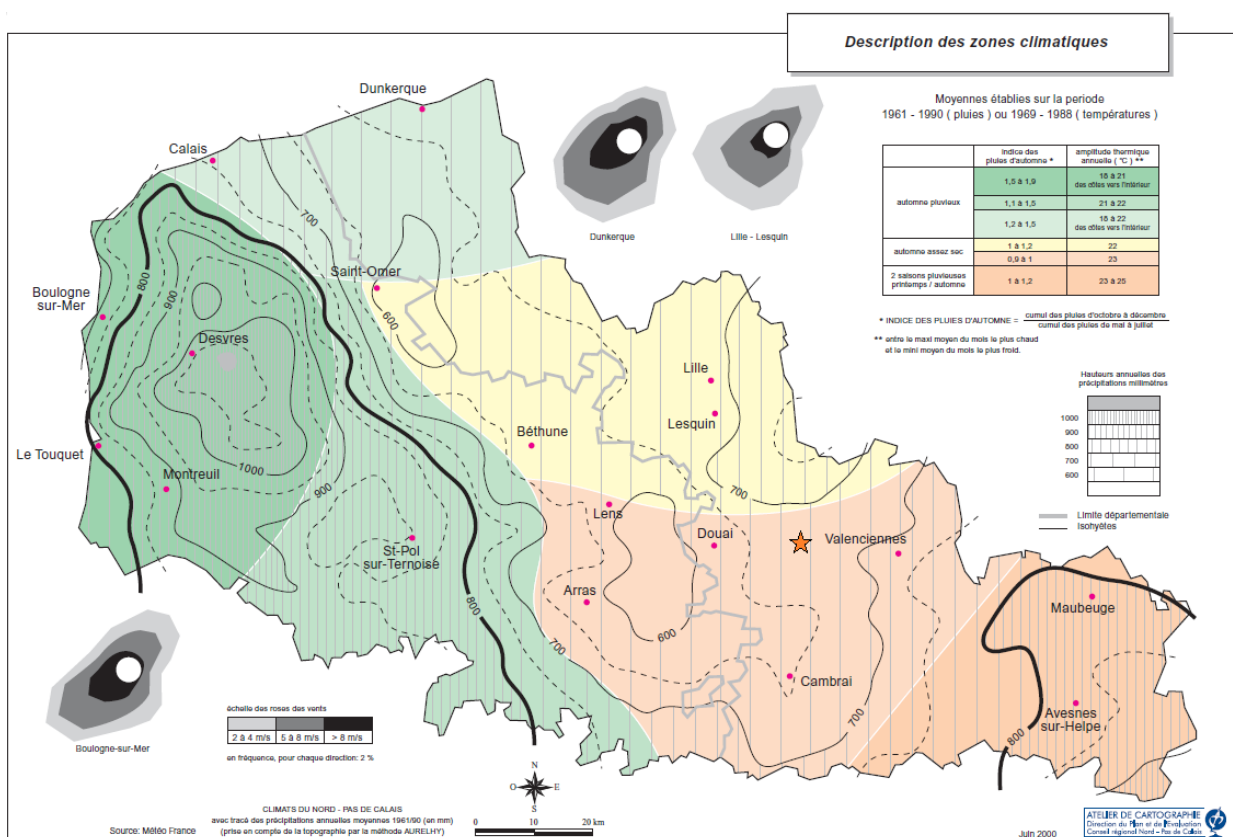 Description des zones climatiques
Moyennes établies sur la periode
1961 - 1990 ( pluies ) ou 1969 - 1988 ( températures )
indice des
pluies d'automne *
amplitude thermique
annuelle ( °C ) **
automne pluvieux
1,5 à 1,9
18 à 21
des côtes vers l'intérieur
1,1 à 1,5
21 à 22
1,2 à 1,5
18 à 22
des côtes vers l'intérieur
automne assez sec
1 à 1,2
22
0,9 à 1
23
2 saisons pluvieuses
printemps / automne
1 à 1,2
23 à 25
* INDICE DES PLUIES D'AUTOMNE =
cumul des pluies d'octobre à décembre
cumul des pluies de mai à juillet
** entre le maxi moyen du mois le plus chaud
et le mini moyen du mois le plus froid.
Hauteurs annuelles des
précipitations millimètres
1000
900
800
700
600
Limite départementale
Isohyètes
Dunkerque
Calais
700
Saint-Omer
600
Boulogne
sur-Mer
800
900
Desvres
Le Touquet
Montreuil
1000
900
St-Pol
sur-Ternoise
800
700
Béthune
Lille
Lesquin
700
Lens
Douai
Valenciennes
Arras
600
Cambrai
700
Maubeuge
Avesnes
sur-Helpe
800
Dunkerque
Lille - Lesquin
Boulogne-sur-Mer
échelle des roses des vents
2 à 4 m/s
5 à 8 m/s
> 8 m/s
en fréquence, pour chaque direction: 2 %
N
O
E
S
CLIMATS DU NORD - PAS DE CALAIS
avec tracé des précipitations annuelles moyennes 1961/90 (en mm)
(prise en compte de la topographie par la méthode AURELHY)
Source: Météo France
0
10
20 km
Juin 2000
ATELIER DE CARTOGRAPHIE
Direction du Plan et de l'Evaluation
Conseil régional Nord - Pas de Calais